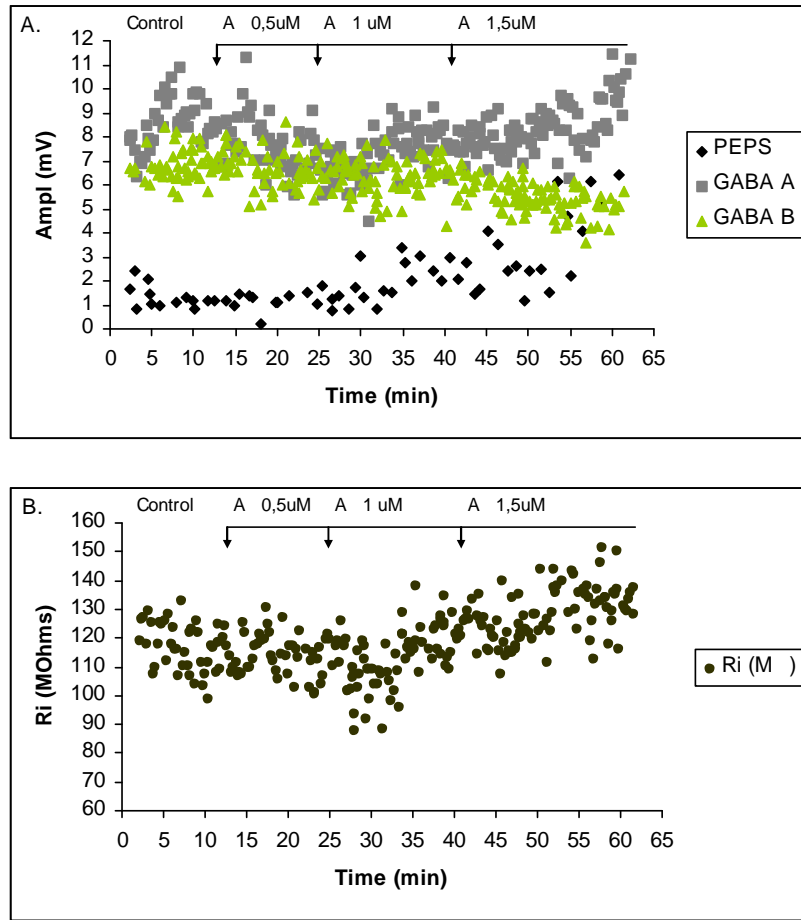 A.
Control A 0,5uM A 1 uM A 1,5uM
12
11
10
9
8
7
6
5
4
3
2
1
0
Ampl (mV)
0 5 10 15 20 25 30 35 40 45 50 55 60 65
Time (min)
PEPS
GABA A
GABA B
B.
Control A 0,5uM A 1 uM A 1,5uM
160
150
140
130
120
110
100
90
80
70
60
Ri (MOhms)
0 5 10 15 20 25 30 35 40 45 50 55 60 65
Time (min)
Ri (M )